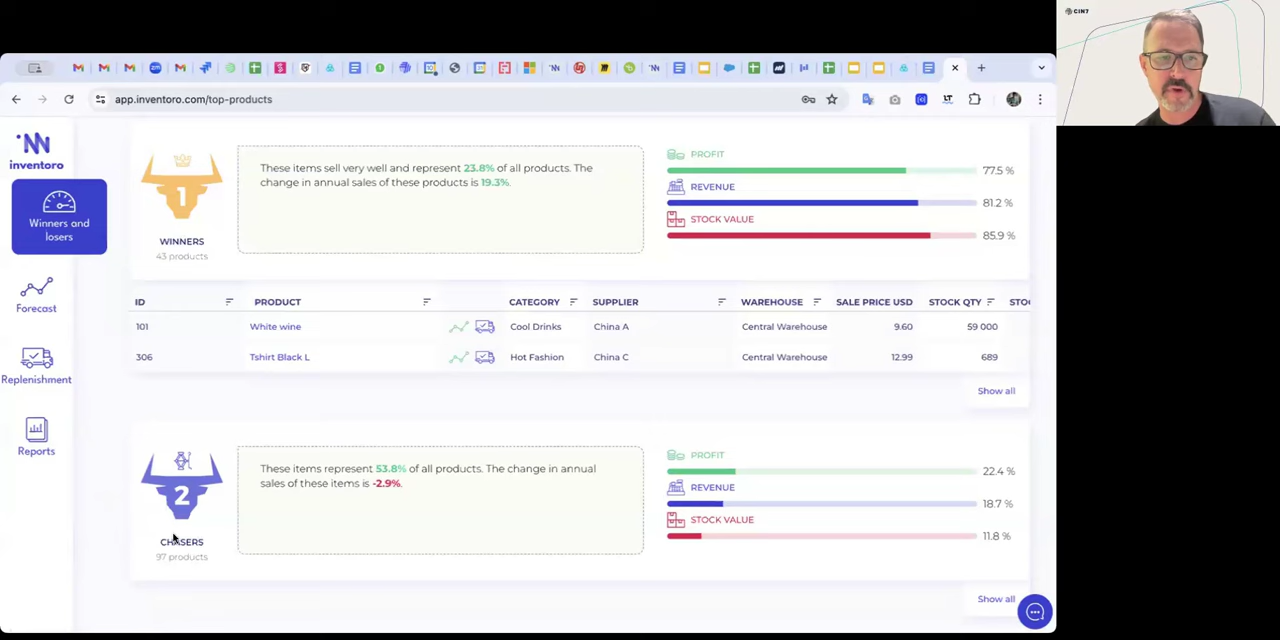 CIN7
app.inventoro.com/top-products
inventoro
Winners and
losers
Forecast
Replenishment
Reports
1
WINNERS
43 products
These items sell very well and represent 23.8% of all products. The
change in annual sales of these products is 19.3%.
PROFIT
77.5 %
REVENUE
81.2 %
STOCK VALUE
85.9 %
ID PRODUCT CATEGORY SUPPLIER WAREHOUSE SALE PRICE USD STOCK QTY STO
101 White wine Cool Drinks China A Central Warehouse 9.60 59 000
306 Tshirt Black L Hot Fashion China C Central Warehouse 12.99 689
Show all
2
CHASERS
97 products
These items represent 53.8% of all products. The change in annual
sales of these items is -2.9%.
PROFIT
22.4 %
REVENUE
18.7 %
STOCK VALUE
11.8 %
Show all